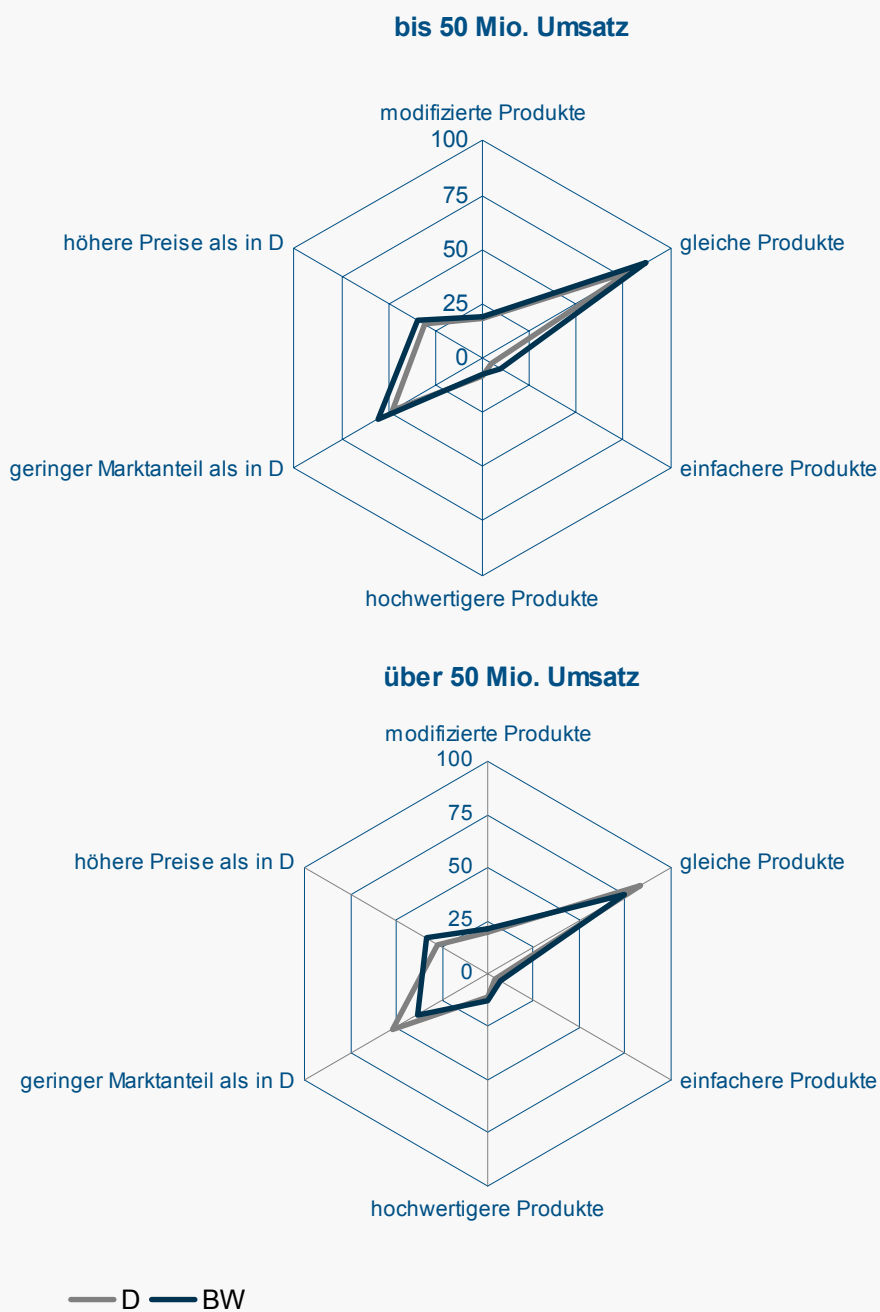 bis 50 Mio. Umsatz
modifizierte Produkte
100
75
höhere Preise als in D
gleiche Produkte
50
25
0
geringer Marktanteil als in D
einfachere Produkte
hochwertigere Produkte
über 50 Mio. Umsatz
modifizierte Produkte
100
75
höhere Preise als in D
gleiche Produkte
50
25
0
geringer Marktanteil als in D
einfachere Produkte
hochwertigere Produkte
D BW